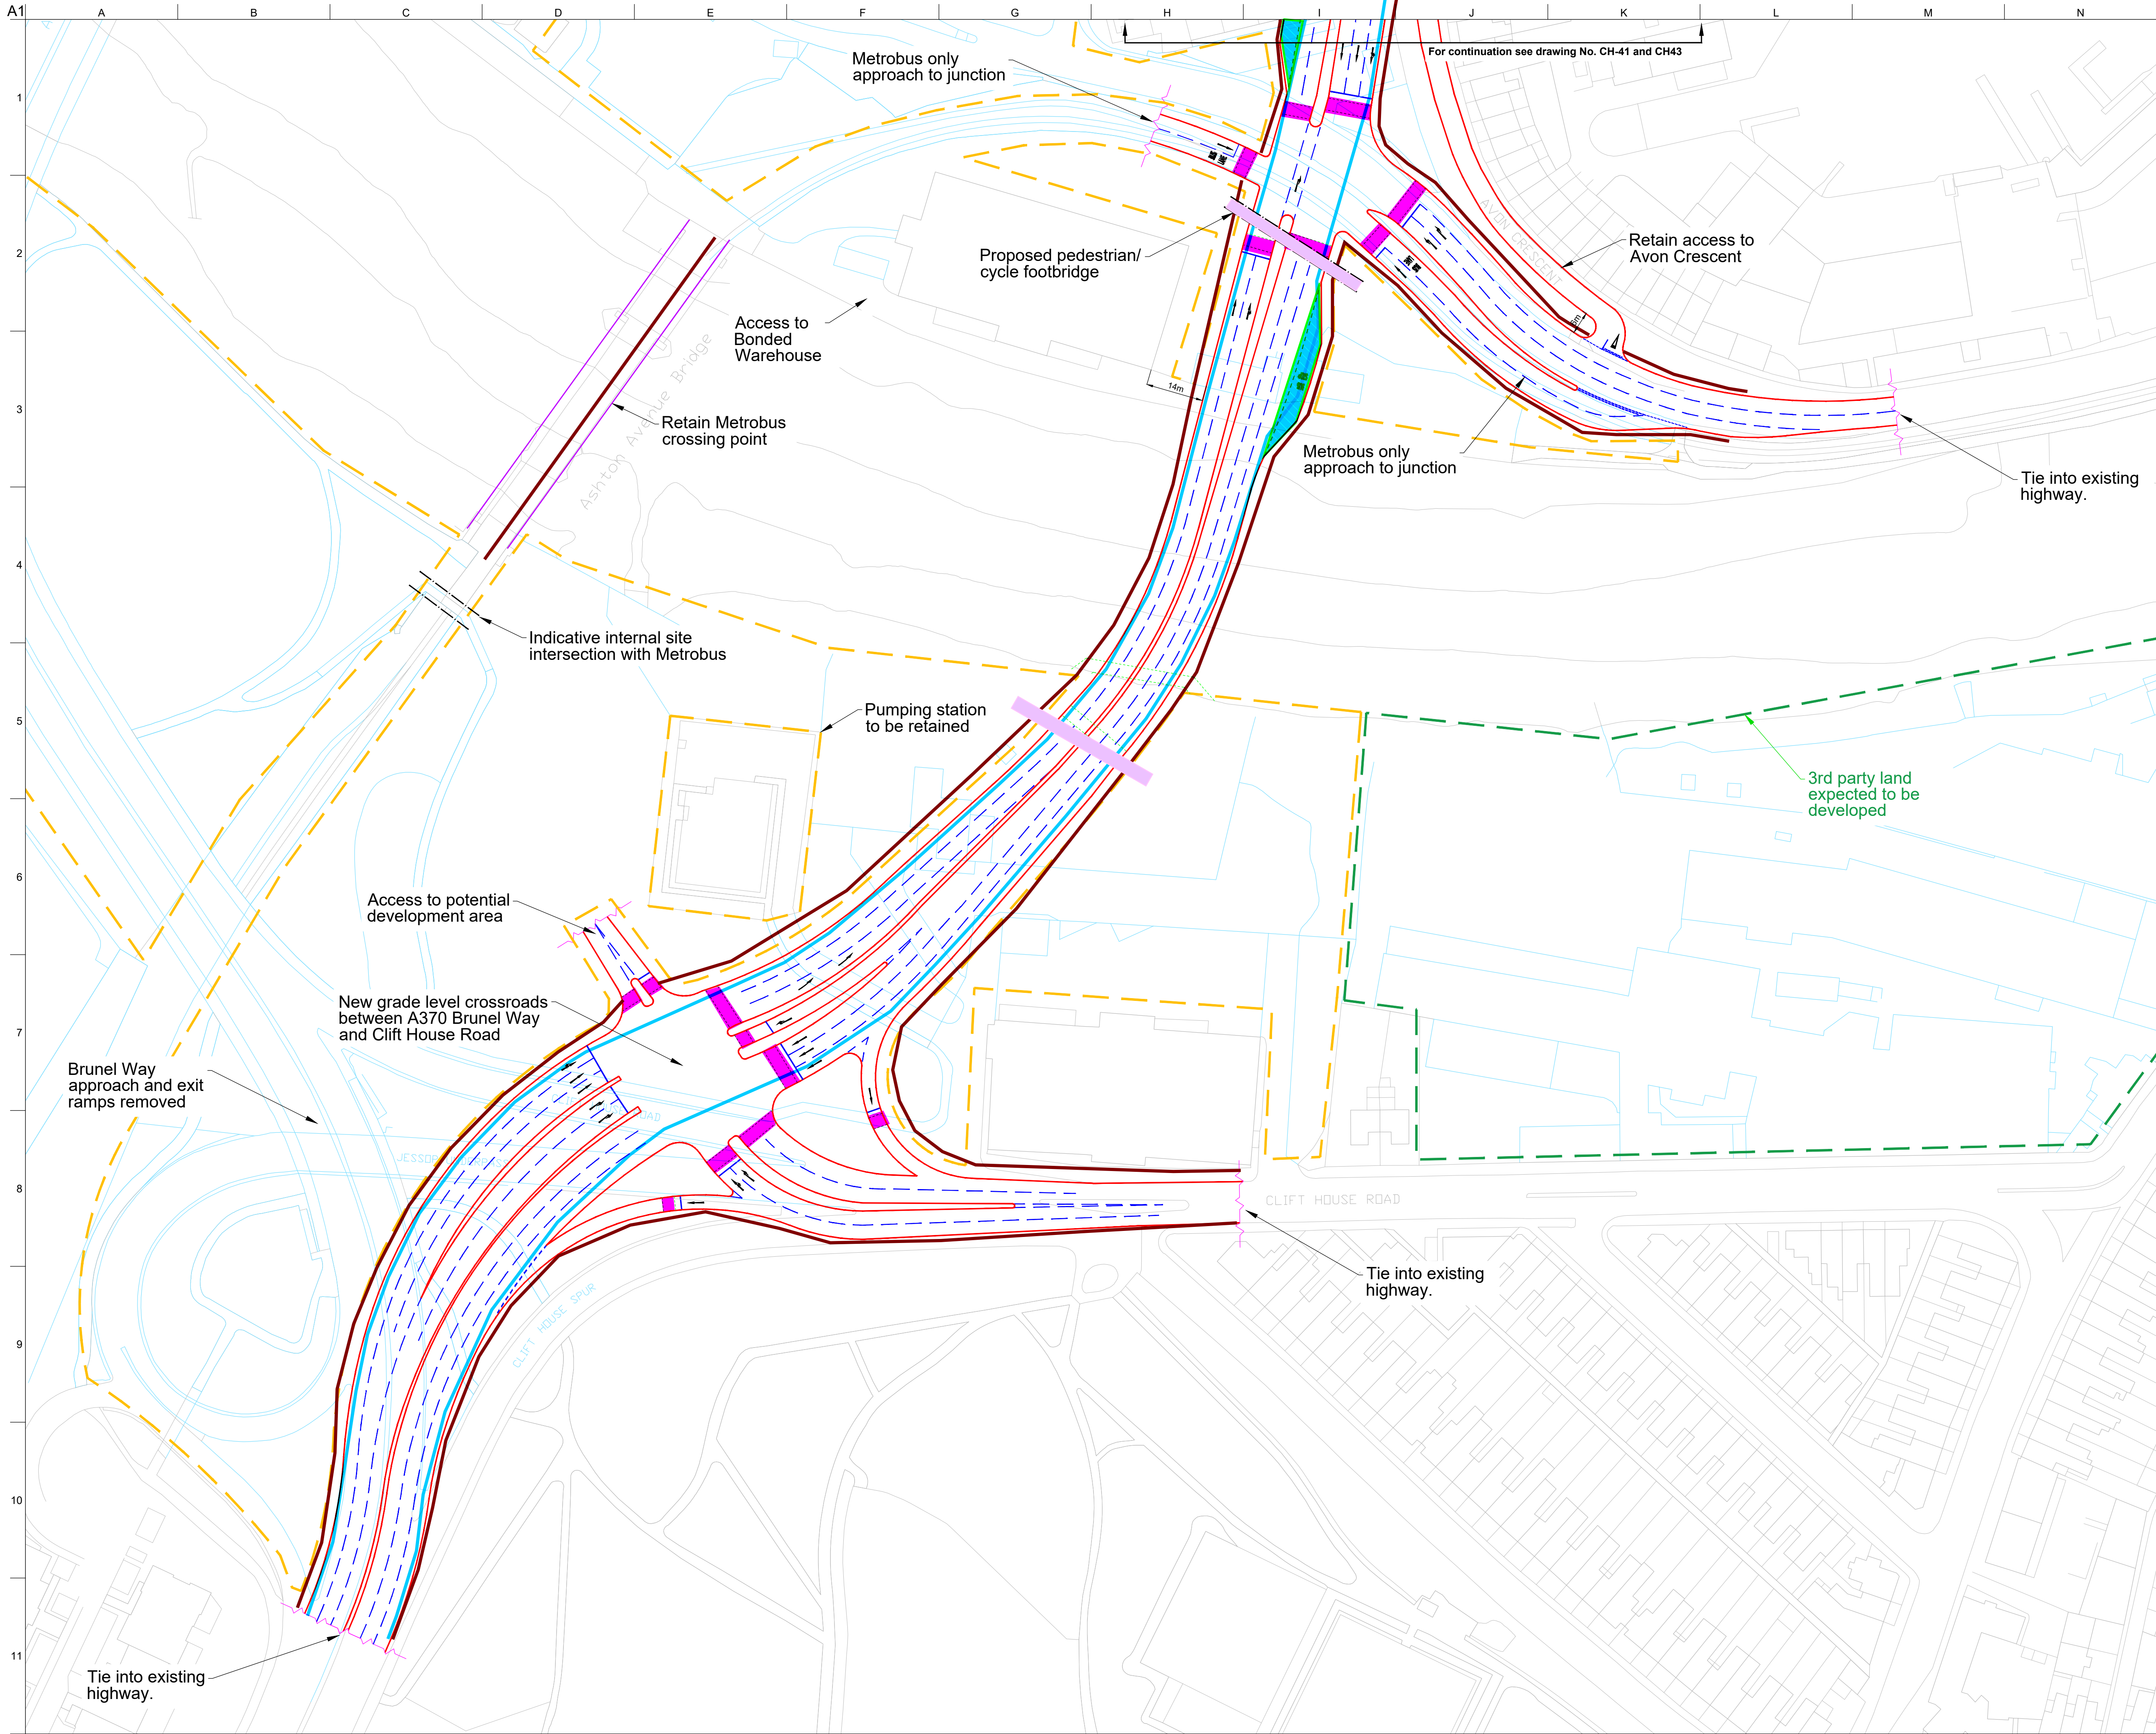 A1
A
B
C
D
E
F
G
H
I
J
K
L
M
N
For continuation see drawing No. CH-41 and CH43
Metrobus only
approach to junction
1
AVON CRESCENT
Retain access to
Avon Crescent
2
Proposed pedestrian/
cycle footbridge
Access to
Bonded
Warehouse
Ashton Avenue Bridge
14m
3
Retain Metrobus
crossing point
Metrobus only
approach to junction
Tie into existing
highway.
4
Indicative internal site
intersection with Metrobus
5
Pumping station
to be retained
3rd party land
expected to be
developed
6
Access to potential
development area
New grade level crossroads
between A370 Brunel Way
and Clift House Road
7
Brunel Way
approach and exit
ramps removed
8
CLIFT HOUSE ROAD
Tie into existing
highway.
CLIFT HOUSE SPUR
9
10
11
Tie into existing
highway.